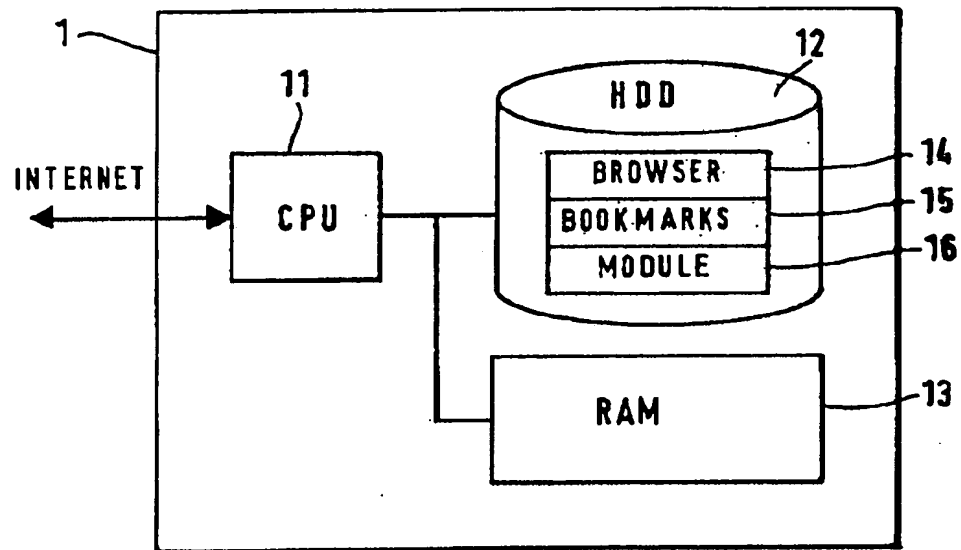 1
12
11
HDD
INTERNET
CPU
BROWSER
14
BOOKMARKS
15
MODULE
16
RAM
13